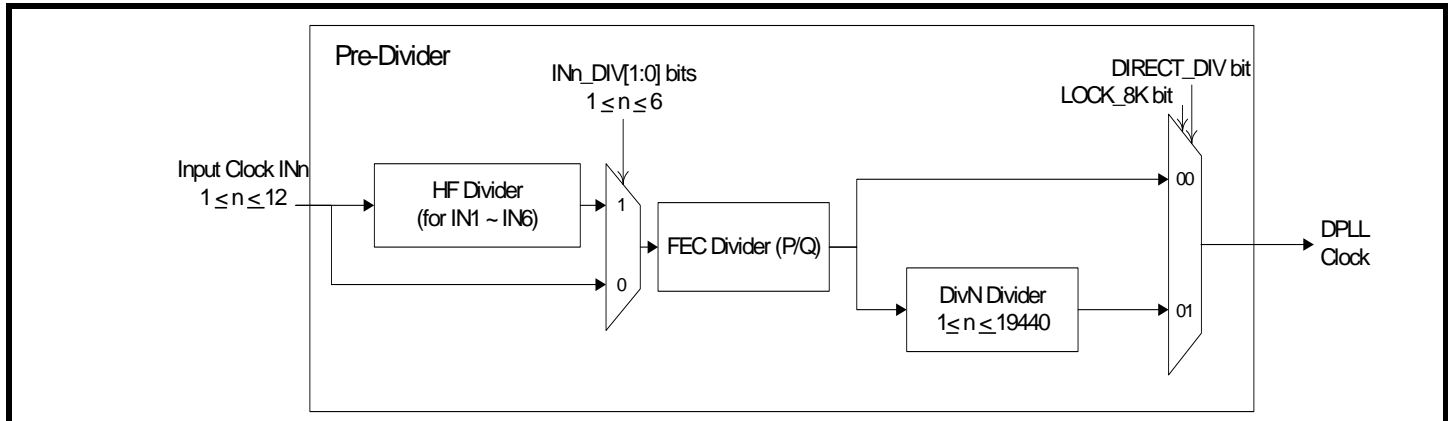 Pre-Divider
INn_DIV[1:0] bits
1 ≤ n ≤ 6
DIRECT_DIV bit
LOCK_8K bit
Input Clock INn
1 ≤ n ≤ 12
HF Divider
(for IN1 ~ IN6)
1
0
FEC Divider (P/Q)
00
DivN Divider
1 ≤ n ≤ 19440
01
DPLL
Clock